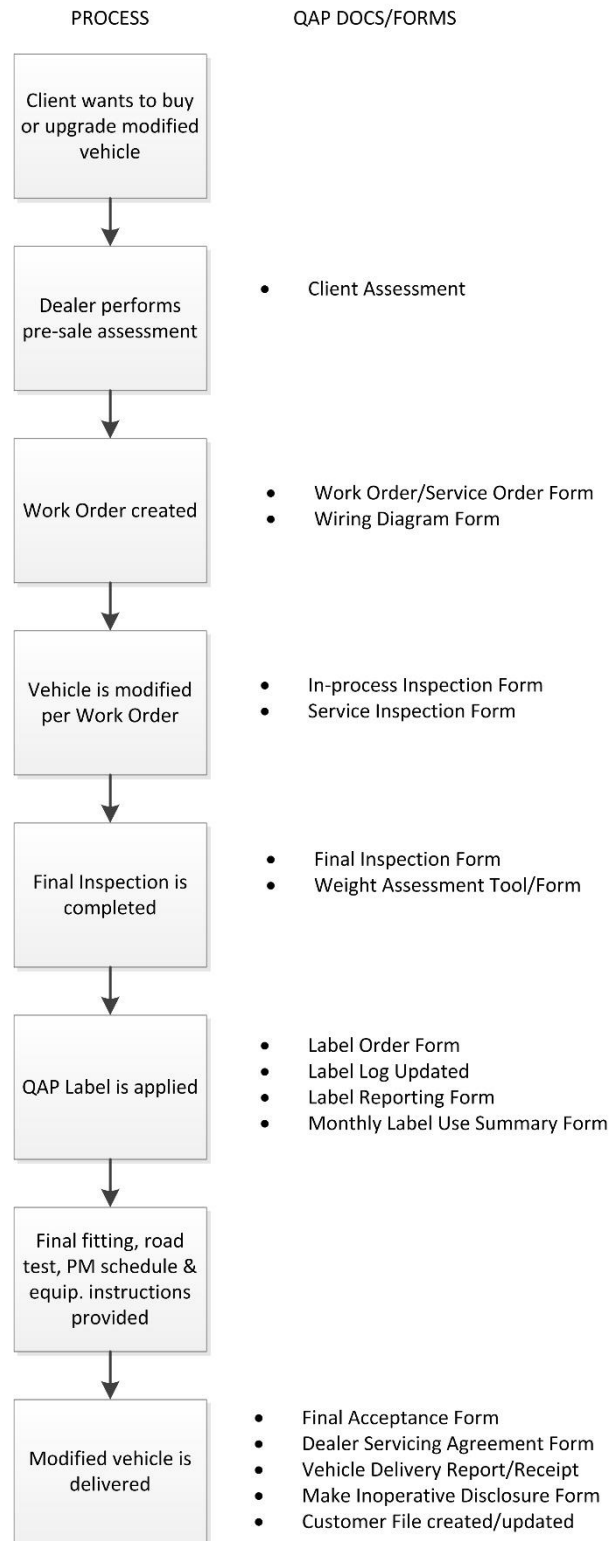 PROCESS
QAP DOCS/FORMS
Client wants to buy
or upgrade modified
vehicle
Dealer performs
pre-sale assessment
• Client Assessment
Work Order created
• Work Order/Service Order Form
• Wiring Diagram Form
Vehicle is modified
per Work Order
• In-process Inspection Form
• Service Inspection Form
Final Inspection is
completed
• Final Inspection Form
• Weight Assessment Tool/Form
QAP Label is applied
• Label Order Form
• Label Log Updated
• Label Reporting Form
• Monthly Label Use Summary Form
Final fitting, road
test, PM schedule &
equip. instructions
provided
Modified vehicle is
delivered
• Final Acceptance Form
• Dealer Servicing Agreement Form
• Vehicle Delivery Report/Receipt
• Make Inoperative Disclosure Form
• Customer File created/updated